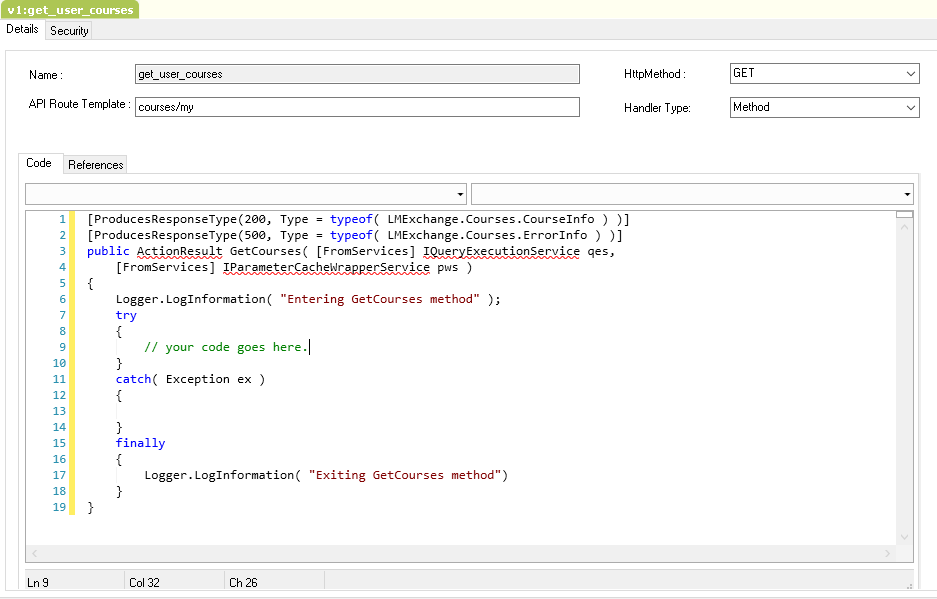 v1:get_user_courses
Details Security
Name : get_user_courses HttpMethod : GET
API Route Template : courses/my Handler Type: Method
Code References
1 [ProducesResponseType(200, Type = typeof( LMExchange.Courses.CourseInfo ) )]
2 [ProducesResponseType(500, Type = typeof( LMExchange.Courses.ErrorInfo ) )]
3 public ActionResult GetCourses( [FromServices] IQueryExecutionService qes,
4     [FromServices] IParameterCacheWrapperService pws )
5 {
6     Logger.LogInformation( "Entering GetCourses method" );
7     try
8     {
9         // your code goes here.
10     }
11     catch( Exception ex )
12     {
13
14     }
15     finally
16     {
17         Logger.LogInformation( "Exiting GetCourses method")
18     }
19 }
Ln 9 Col 32 Ch 26